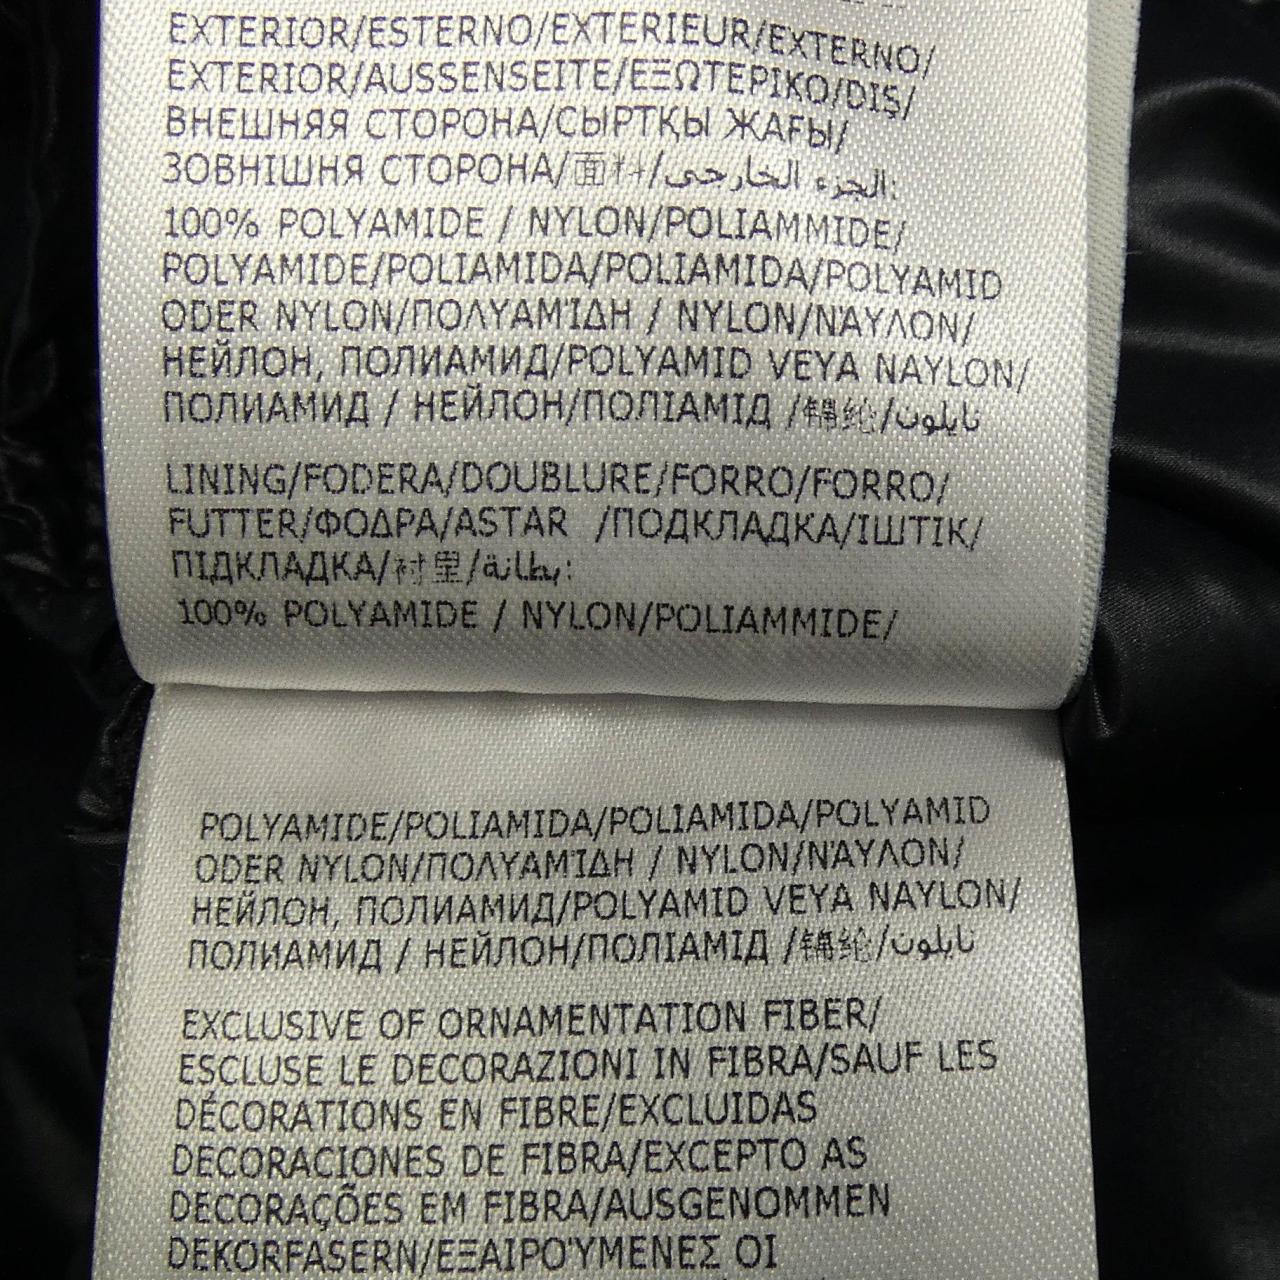 EXTERIOR/ESTERNO/EXTERIEUR/EXTERNO/
EXTERIOR/AUSSENSEITE/ΕΞΩΤΕΡΙΚΟ/DIŞ/
ВНЕШНЯЯ СТОРОНА/СЫРТҚЫ ЖАҒЫ/
ЗОВНІШНЯ СТОРОНА/面料/الجزء الخارجي:
100% POLYAMIDE / NYLON/POLIAMMIDE/
POLYAMIDE/POLIAMIDA/POLIAMIDA/POLYAMID
ODER NYLON/ΠΟΛΥΑΜΊΔΗ / NYLON/ΝΆΥΛΟΝ/
НЕЙЛОН, ПОЛИАМИД/POLYAMID VEYA NAYLON/
ПОЛИАМИД / НЕЙЛОН/ПОЛІАМІД /锦纶/نايلون
LINING/FODERA/DOUBLURE/FORRO/FORRO/
FUTTER/ΦΟΔΡΑ/ASTAR /ПОДКЛАДКА/ІШТІК/
ПІДКЛАДКА/衬里/بطانة:
100% POLYAMIDE / NYLON/POLIAMMIDE/
POLYAMIDE/POLIAMIDA/POLIAMIDA/POLYAMID
ODER NYLON/ΠΟΛΥΑΜΊΔΗ / NYLON/ΝΆΥΛΟΝ/
НЕЙЛОН, ПОЛИАМИД/POLYAMID VEYA NAYLON/
ПОЛИАМИД / НЕЙЛОН/ПОЛІАМІД /锦纶/نايلون
EXCLUSIVE OF ORNAMENTATION FIBER/
ESCLUSE LE DECORAZIONI IN FIBRA/SAUF LES
DÉCORATIONS EN FIBRE/EXCLUIDAS
DECORACIONES DE FIBRA/EXCEPTO AS
DECORAÇÕES EM FIBRA/AUSGENOMMEN
DEKORFASERN/ΕΞΑΙΡΟΎΜΕΝΕΣ ΟΙ